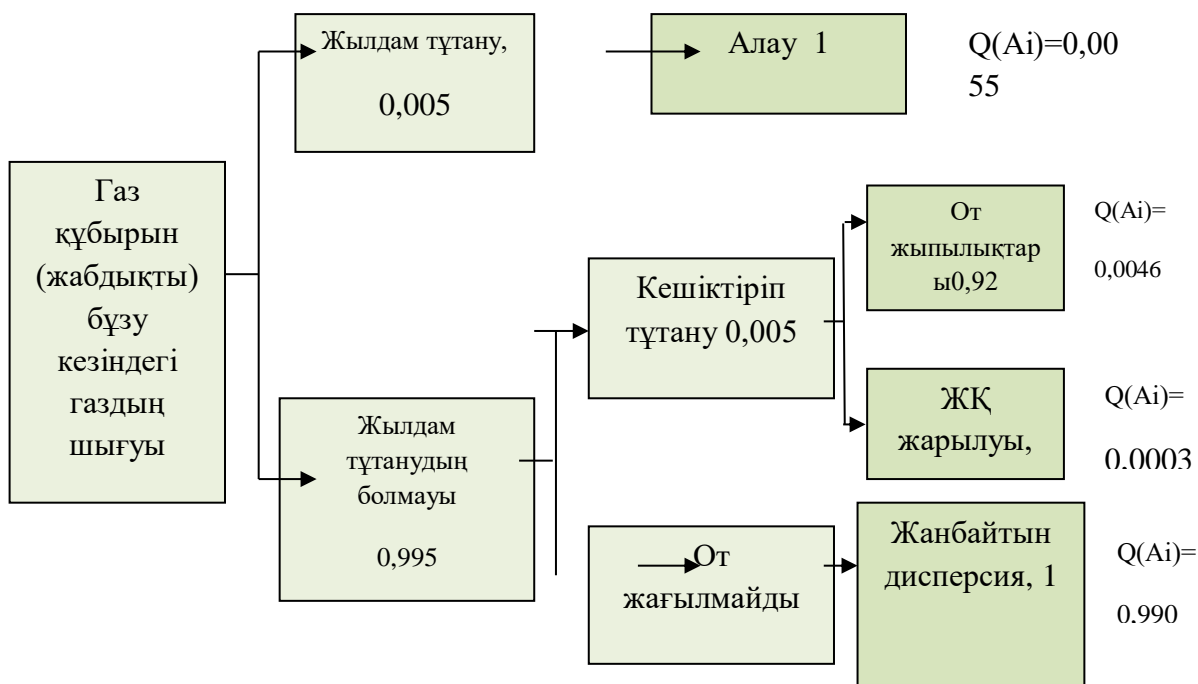 Жылдам тұтану,
0,005
Алау 1
Q(Ai)=0,00
55
Газ
құбырын
(жабдықты)
бұзу
кезіндегі
газдың
шығуы
От
жыпылықтар
ы0,92
Q(Ai)=
0,0046
Кешіктіріп
тұтану 0,005
ЖҚ
жарылуы,
Q(Ai)=
0,0003
Жылдам
тұтанудың
болмауы
0,995
От
жағылмайды
Жанбайтын
дисперсия, 1
Q(Ai)=
0,990